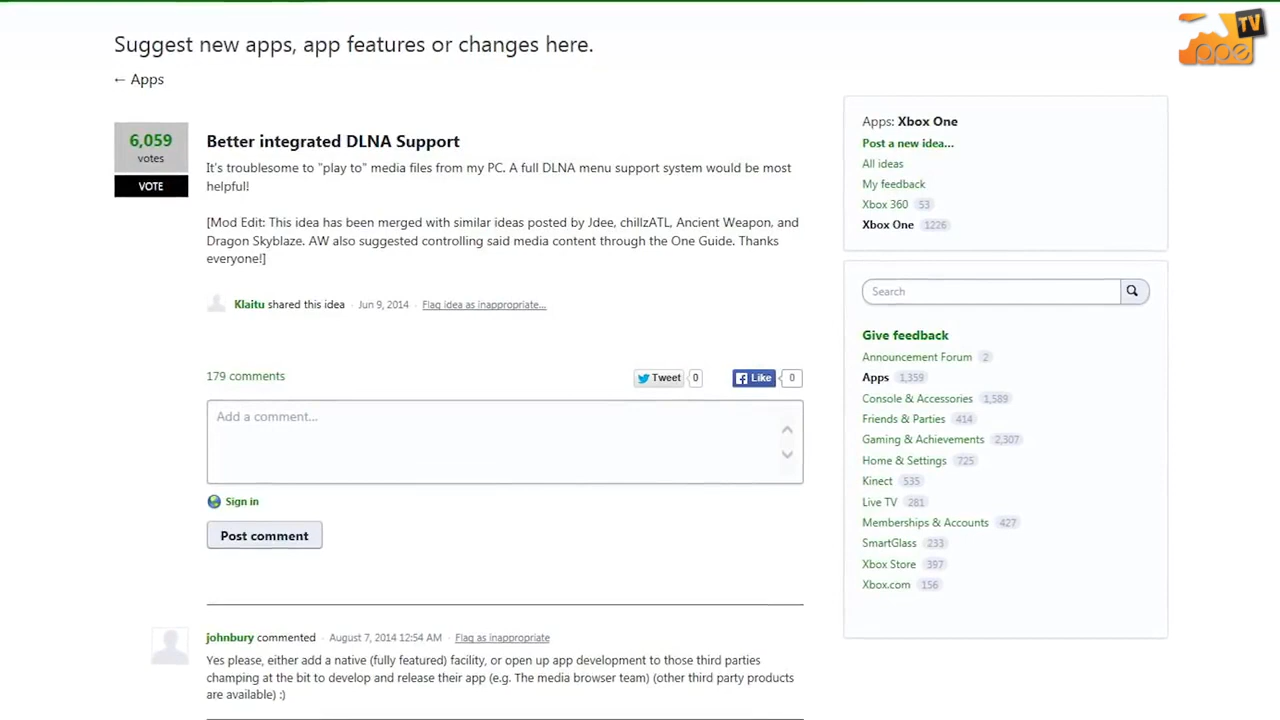 Suggest new apps, app features or changes here.
← Apps
6,059
votes
VOTE
Better integrated DLNA Support
It's troublesome to "play to" media files from my PC. A full DLNA menu support system would be most
helpful!
[Mod Edit: This idea has been merged with similar ideas posted by Jdee, chillzATL, Ancient Weapon, and
Dragon Skyblaze. AW also suggested controlling said media content through the One Guide. Thanks
everyone!]
Klaitu shared this idea · Jun 9, 2014 · Flag idea as inappropriate...
179 comments
Tweet 0 Like 0
Add a comment...
Sign in
Post comment
johnbury commented · August 7, 2014 12:54 AM · Flag as inappropriate
Yes please, either add a native (fully featured) facility, or open up app development to those third parties
champing at the bit to develop and release their app (e.g. The media browser team) (other third party products
are available) :)
TV
Apps: Xbox One
Post a new idea...
All ideas
My feedback
Xbox 360 53
Xbox One 1226
Search
Give feedback
Announcement Forum 2
Apps 1,359
Console & Accessories 1,589
Friends & Parties 414
Gaming & Achievements 2,307
Home & Settings 725
Kinect 535
Live TV 281
Memberships & Accounts 427
SmartGlass 233
Xbox Store 397
Xbox.com 156